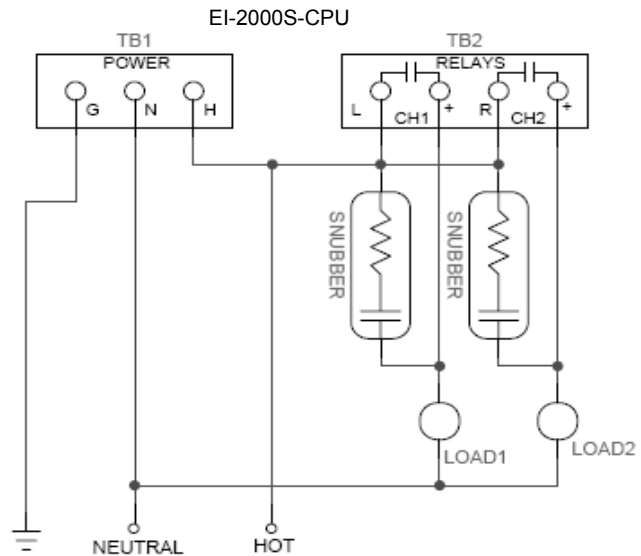 EI-2000S-CPU
TB1
TB2
POWER
RELAYS
G
N
H
L
CH1
+
R
CH2
+
SNUBBER
SNUBBER
LOAD1
LOAD2
NEUTRAL
HOT